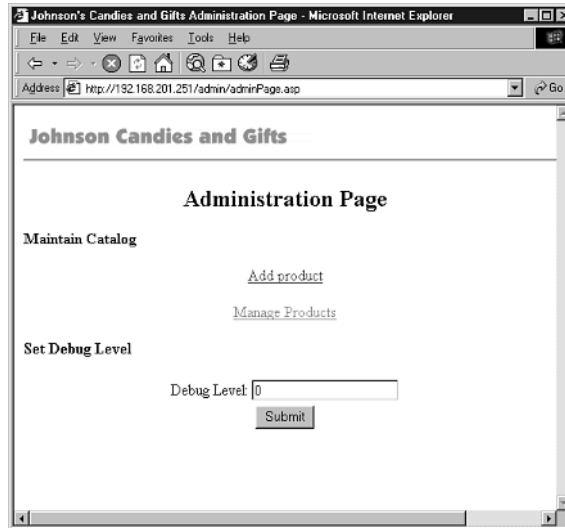 Johnson's Candies and Gifts Administration Page - Microsoft Internet Explorer
File Edit View Favorites Tools Help
Address http://192.168.201.251/admin/adminPage.asp Go
Johnson Candies and Gifts
Administration Page
Maintain Catalog
Add product
Manage Products
Set Debug Level
Debug Level: 0
Submit